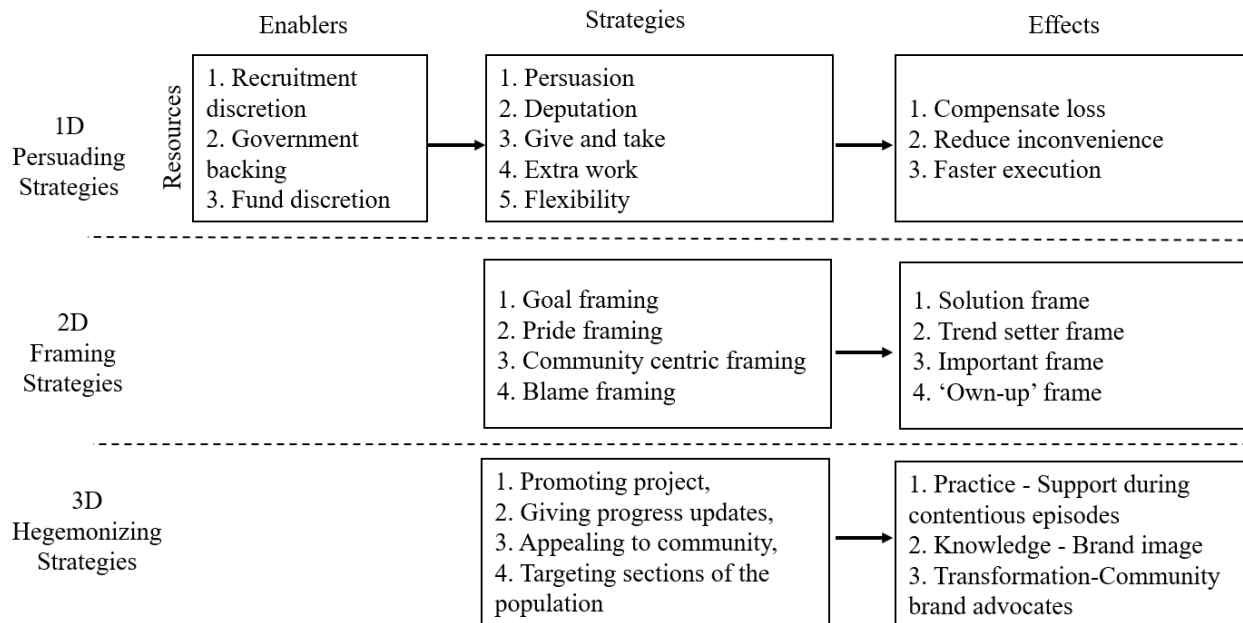 Enablers
Strategies
Effects
1D
Persuading
Strategies
Resources
1. Recruitment
discretion
2. Government
backing
3. Fund discretion
1. Persuasion
2. Deputation
3. Give and take
4. Extra work
5. Flexibility
1. Compensate loss
2. Reduce inconvenience
3. Faster execution
2D
Framing
Strategies
1. Goal framing
2. Pride framing
3. Community centric framing
4. Blame framing
1. Solution frame
2. Trend setter frame
3. Important frame
4. ‘Own-up’ frame
3D
Hegemonizing
Strategies
1. Promoting project,
2. Giving progress updates,
3. Appealing to community,
4. Targeting sections of the
population
1. Practice - Support during
contentious episodes
2. Knowledge - Brand image
3. Transformation-Community
brand advocates